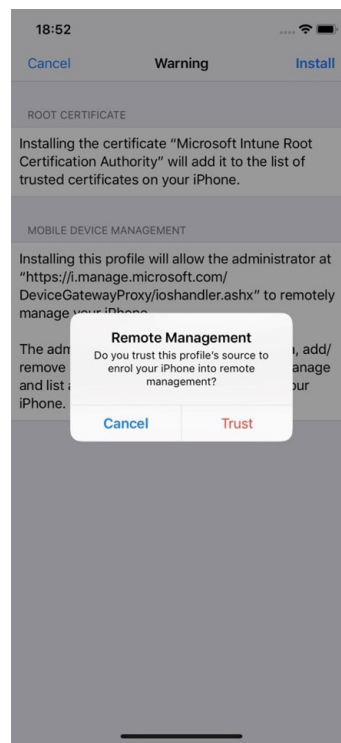 18:52
Cancel Warning Install
ROOT CERTIFICATE
Installing the certificate “Microsoft Intune Root
Certification Authority” will add it to the list of
trusted certificates on your iPhone.
MOBILE DEVICE MANAGEMENT
Installing this profile will allow the administrator at
“https://i.manage.microsoft.com/
DeviceGatewayProxy/ioshandler.ashx” to remotely
manage your iPhone.
The add/
remove
and list
iPhone.
Remote Management
Do you trust this profile’s source to
enrol your iPhone into remote
management?
Cancel Trust